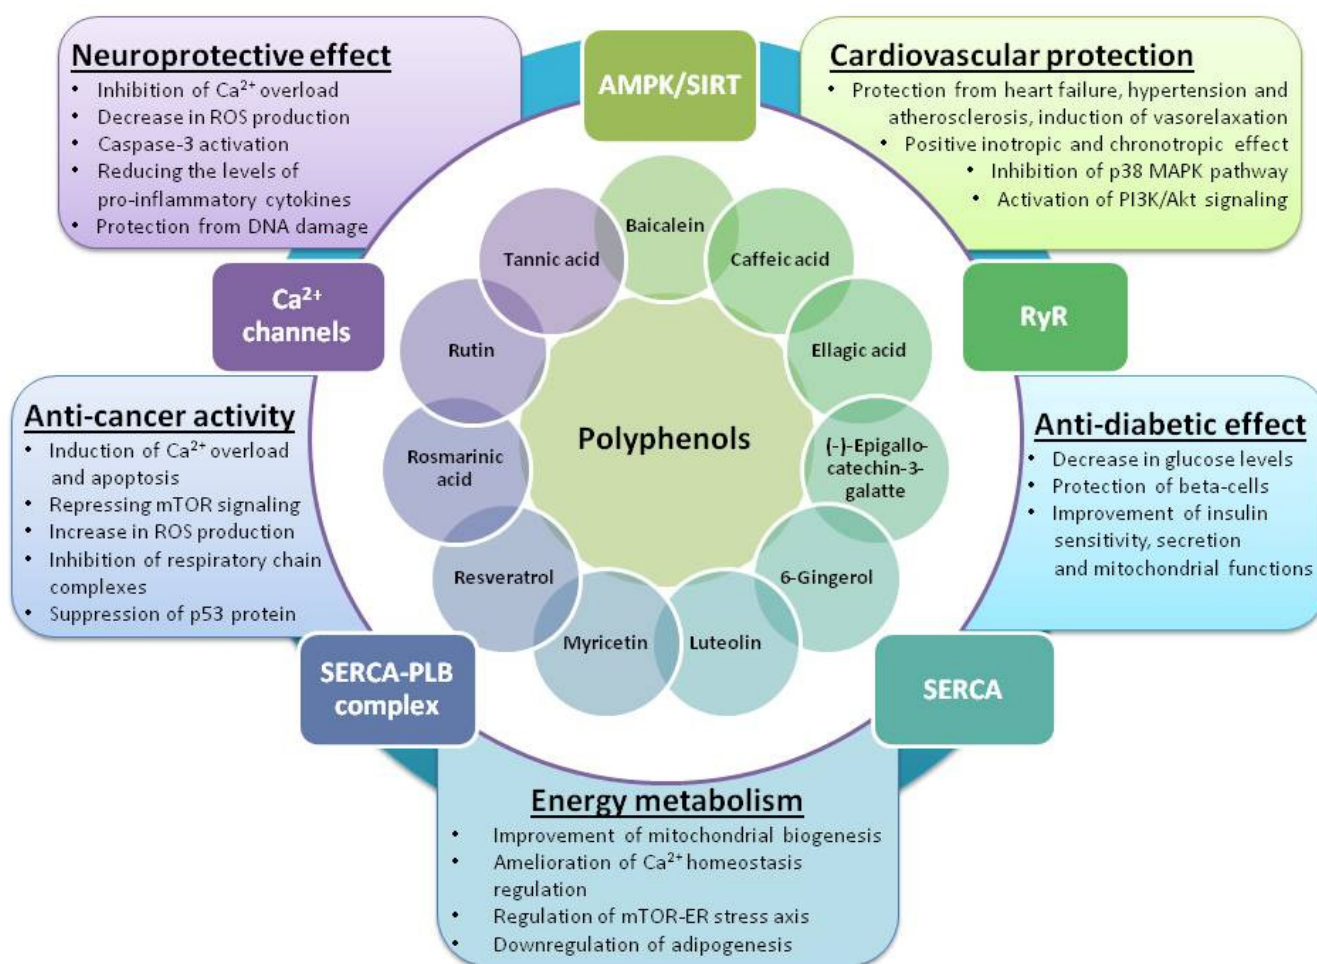 Neuroprotective effect
• Inhibition of Ca²⁺ overload
• Decrease in ROS production
• Caspase-3 activation
• Reducing the levels of
pro-inflammatory cytokines
• Protection from DNA damage
AMPK/SIRT
Cardiovascular protection
• Protection from heart failure, hypertension and
atherosclerosis, induction of vasorelaxation
• Positive inotropic and chronotropic effect
• Inhibition of p38 MAPK pathway
• Activation of PI3K/Akt signaling
Ca²⁺
channels
RyR
Baicalein
Caffeic acid
Ellagic acid
(-)-Epigallo-
catechin-3-
galatte
6-Gingerol
Luteolin
Myricetin
Resveratrol
Rosmarinic
acid
Rutin
Tannic acid
Polyphenols
Anti-cancer activity
• Induction of Ca²⁺ overload
and apoptosis
• Repressing mTOR signaling
• Increase in ROS production
• Inhibition of respiratory chain
complexes
• Suppression of p53 protein
Anti-diabetic effect
• Decrease in glucose levels
• Protection of beta-cells
• Improvement of insulin
sensitivity, secretion
and mitochondrial functions
SERCA-PLB
complex
SERCA
Energy metabolism
• Improvement of mitochondrial biogenesis
• Amelioration of Ca²⁺ homeostasis
regulation
• Regulation of mTOR-ER stress axis
• Downregulation of adipogenesis